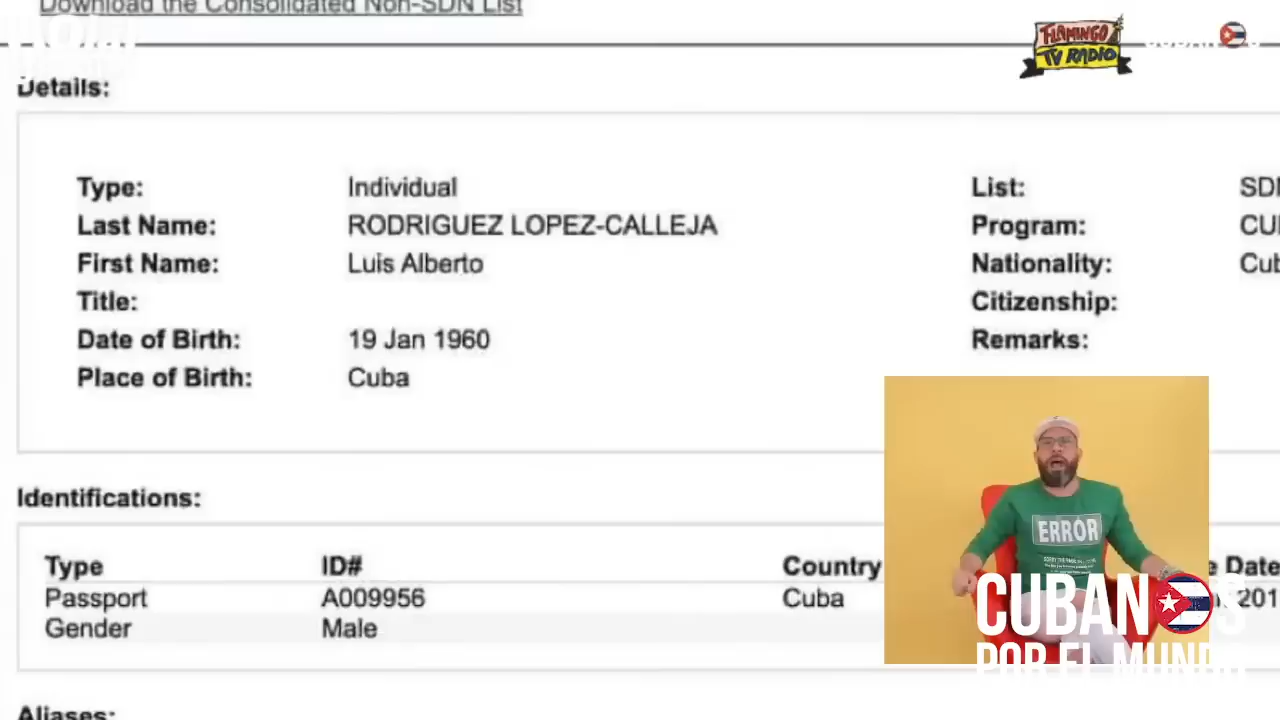 Download the Consolidated Non-SDN List
FLAMINGO
TV RADIO
Details:
Type: Individual List:
Last Name: RODRIGUEZ LOPEZ-CALLEJA Program:
First Name: Luis Alberto Nationality:
Title: Citizenship:
Date of Birth: 19 Jan 1960 Remarks:
Place of Birth: Cuba
Identifications:
Type ID# Country Date
Passport A009956 Cuba 201
Gender Male
Aliases:
ERROR
CUBANOS
POR EL MUNDO